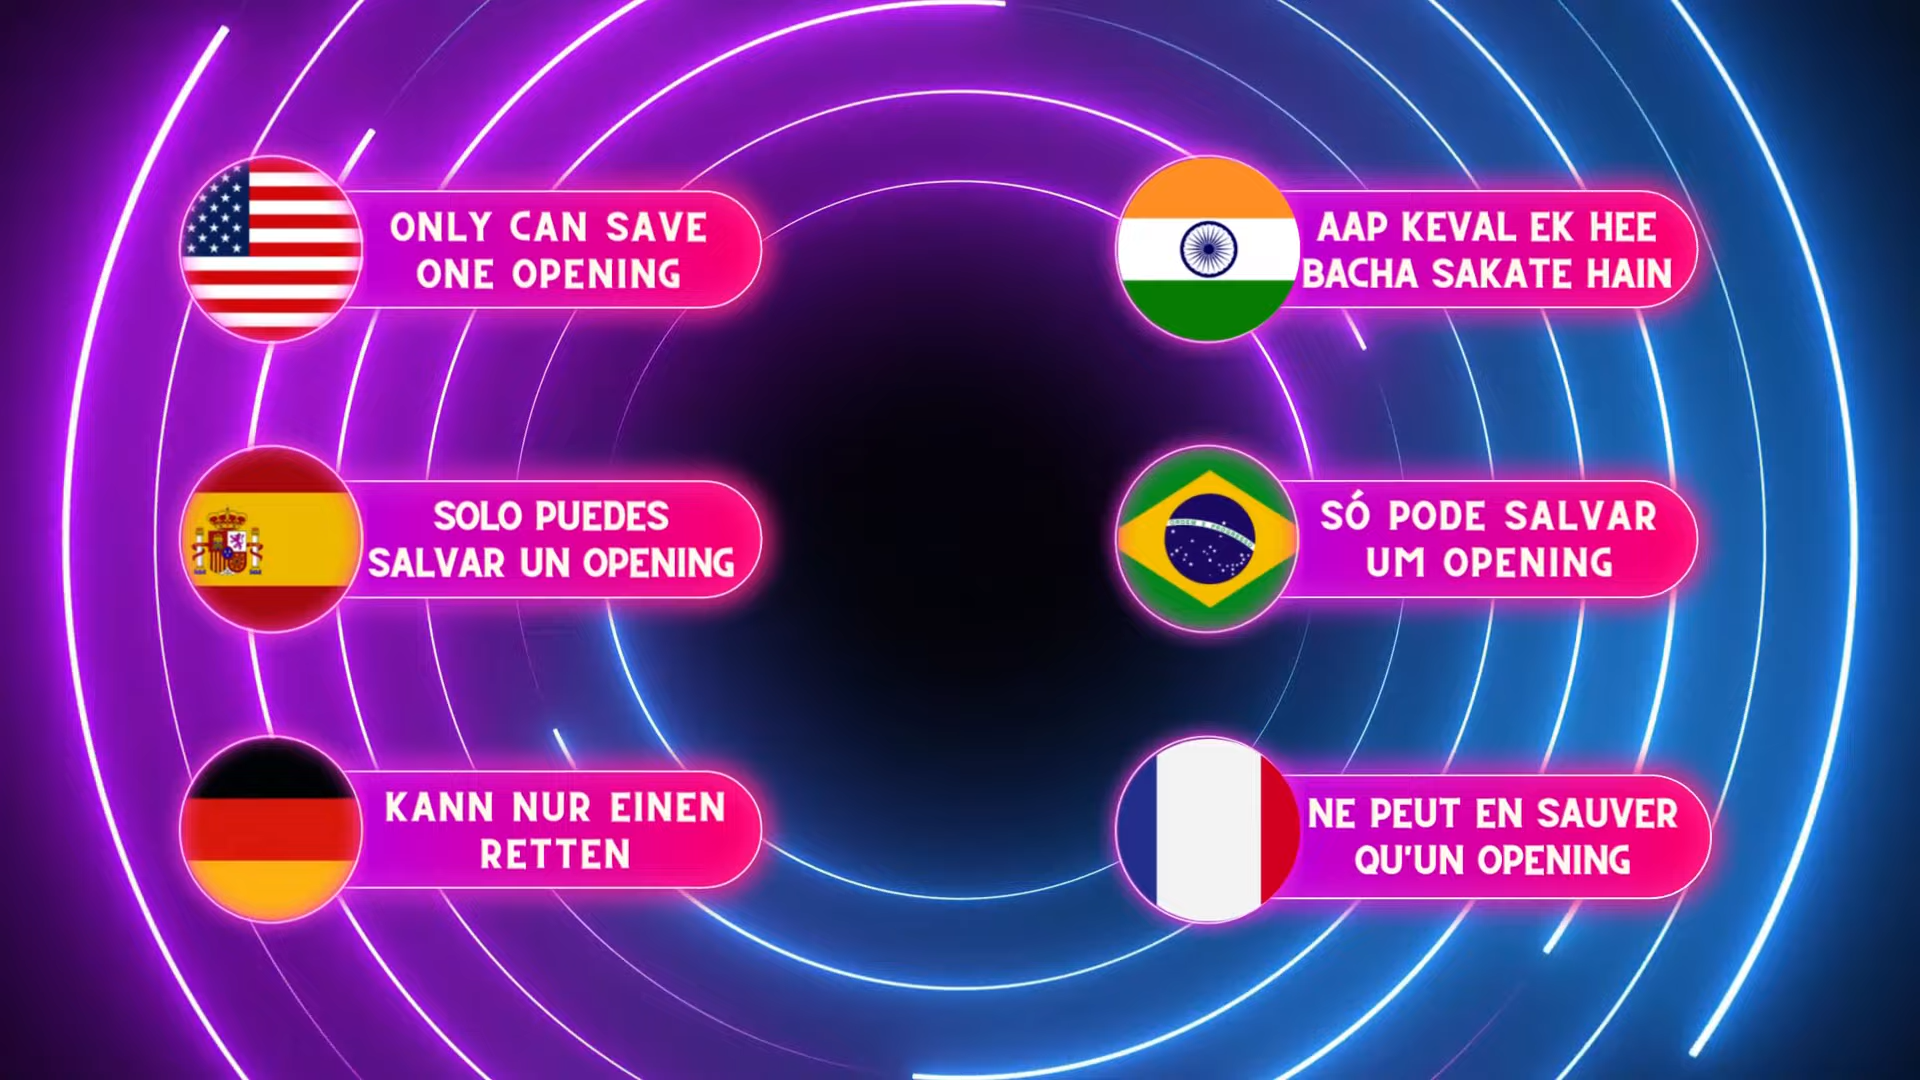 ONLY CAN SAVE
ONE OPENING
AAP KEVAL EK HEE
BACHA SAKATE HAIN
SOLO PUEDES
SALVAR UN OPENING
SÓ PODE SALVAR
UM OPENING
KANN NUR EINEN
RETTEN
NE PEUT EN SAUVER
QU'UN OPENING